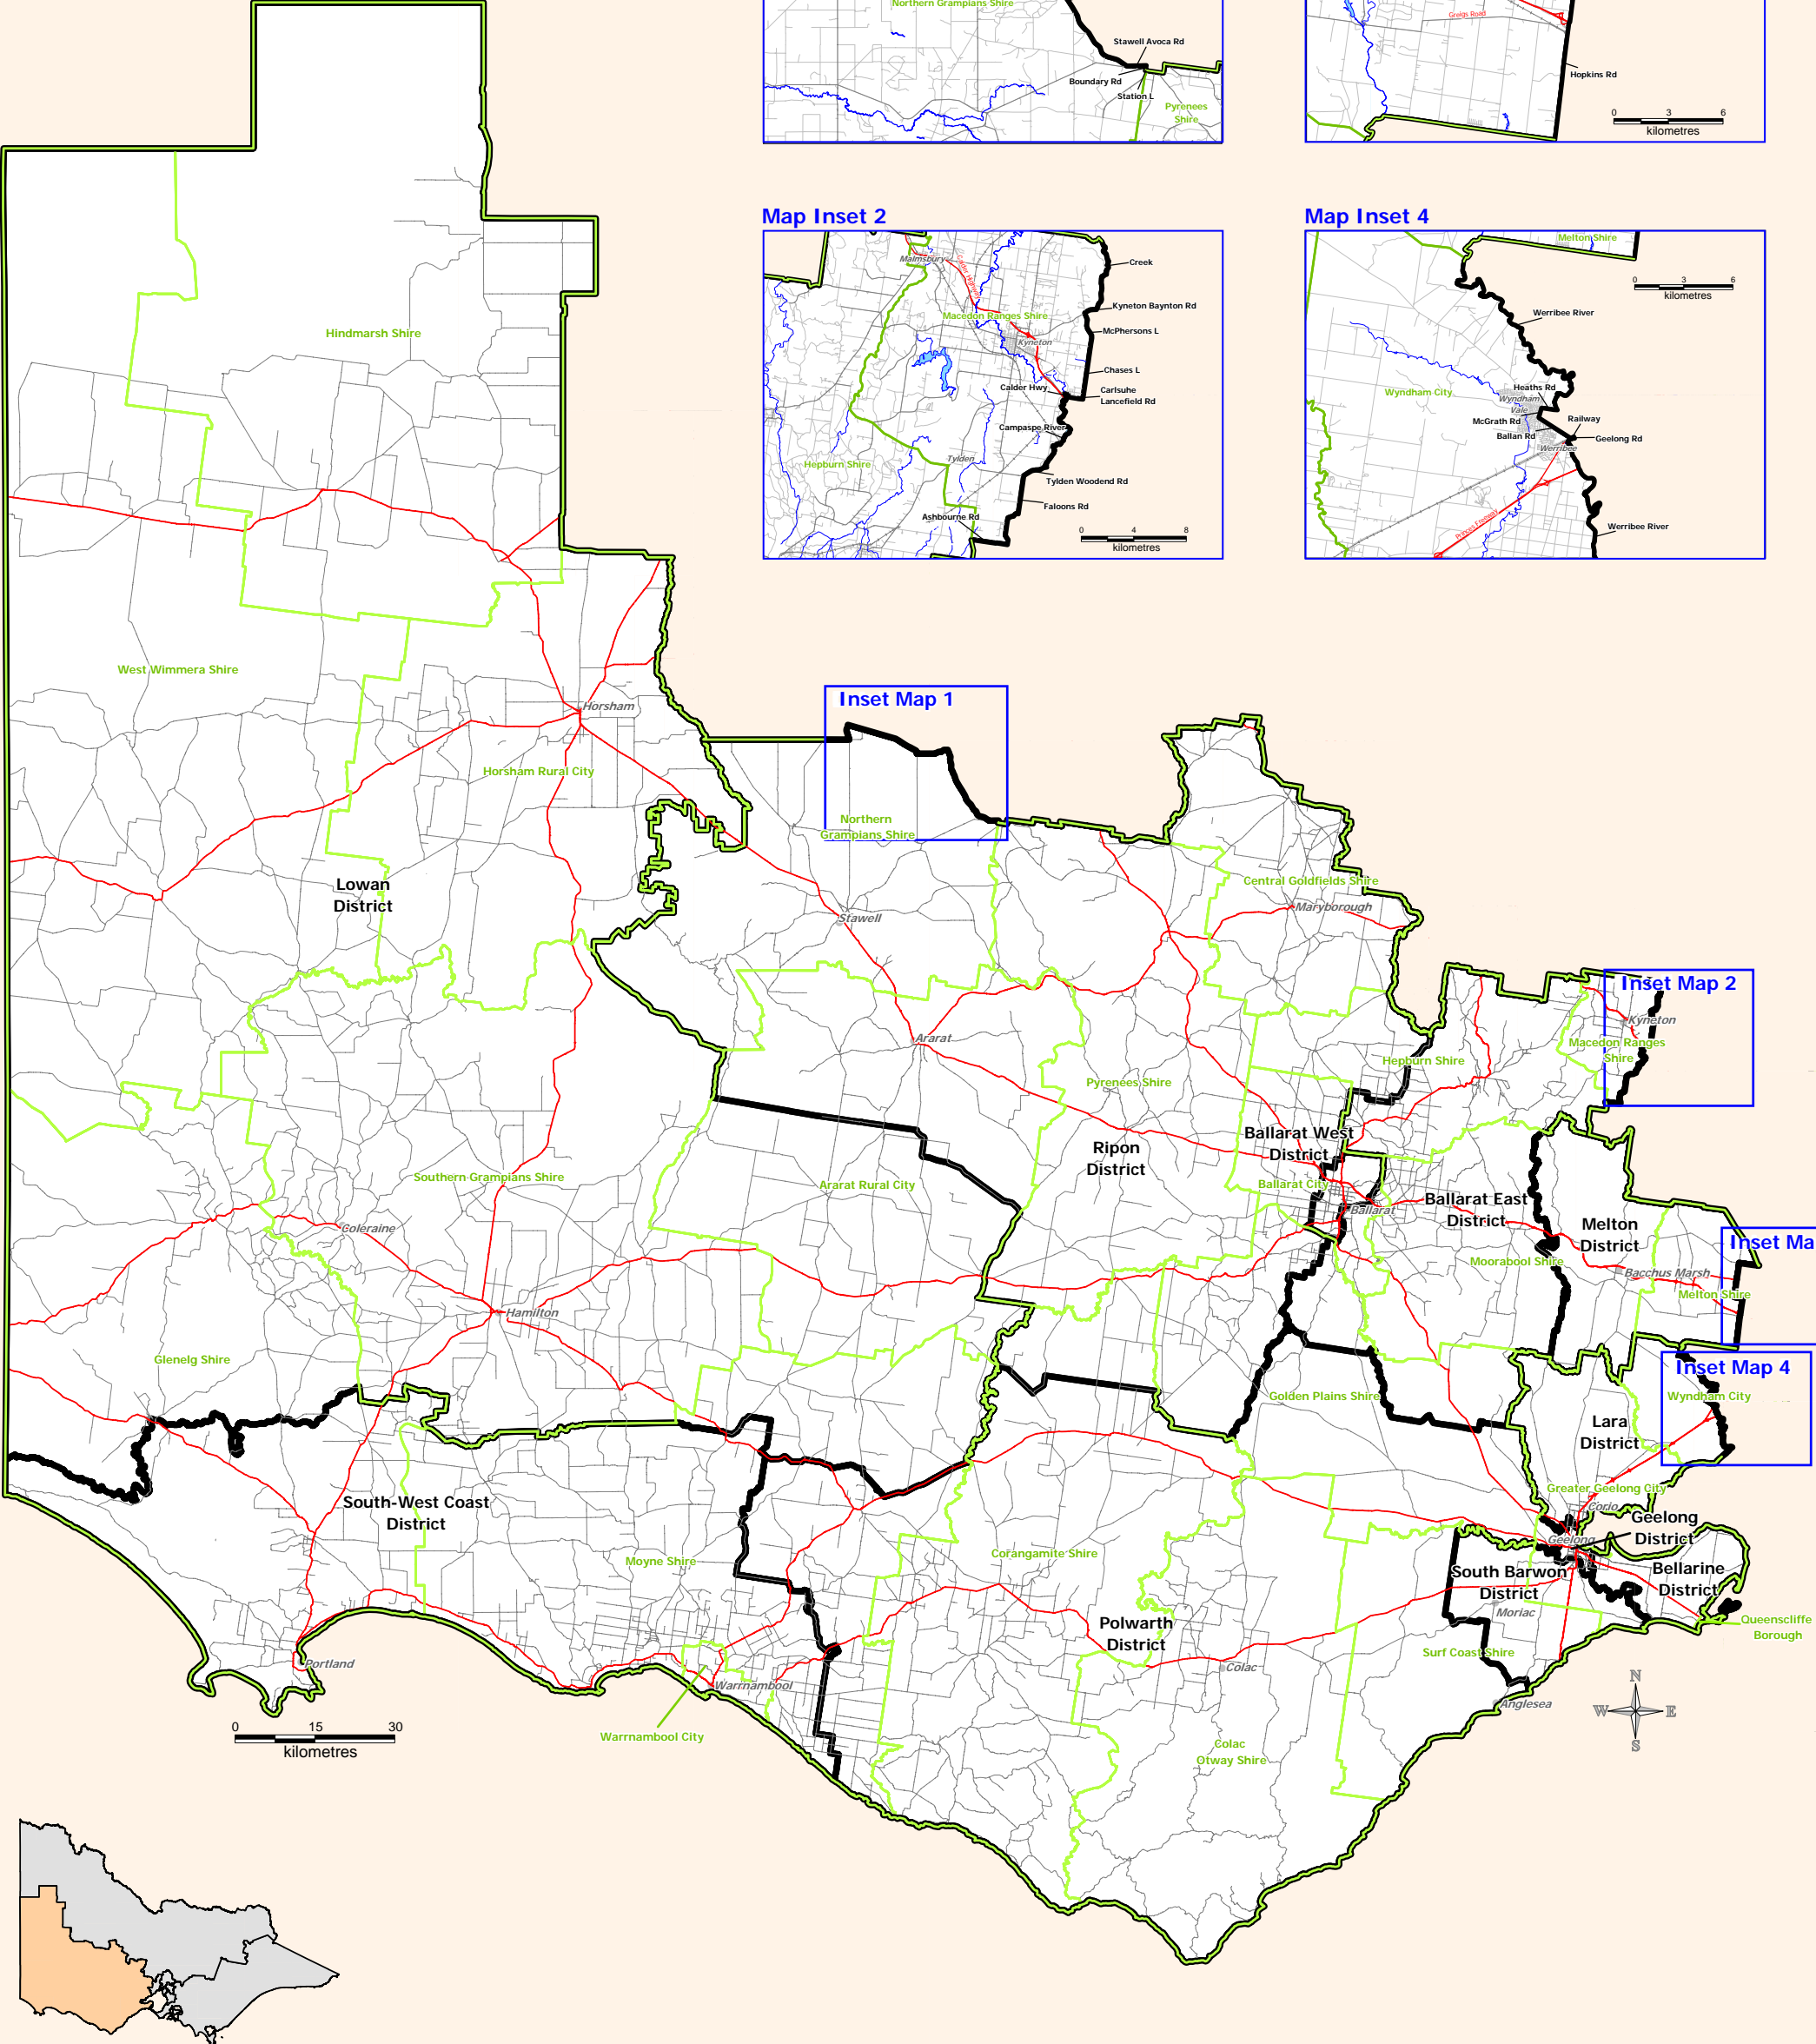 Northern Grampians Shire
Stawell Avoca Rd
Boundary Rd
Station L
Pyrenees
Shire
Greigs Road
Hopkins Rd
0 3 6
kilometres
Map Inset 2
Malmsbury
Calder Highway
Creek
Kyneton Baynton Rd
Macedon Ranges Shire
McPhersons L
Kyneton
Chases L
Calder Hwy
Carlsuhe
Lancefield Rd
Campaspe River
Hepburn Shire
Tylden
Tylden Woodend Rd
Faloons Rd
Ashbourne Rd
0 4 8
kilometres
Map Inset 4
Melton Shire
0 3 6
kilometres
Werribee River
Wyndham City
Heaths Rd
Wyndham
Vale
McGrath Rd
Railway
Ballan Rd
Geelong Rd
Werribee
Princes Freeway
Werribee River
Hindmarsh Shire
West Wimmera Shire
Horsham
Inset Map 1
Horsham Rural City
Northern
Grampians Shire
Lowan
District
Central Goldfields Shire
Maryborough
Stawell
Inset Map 2
Kyneton
Ararat
Macedon Ranges
Shire
Hepburn Shire
Pyrenees Shire
Ballarat West
District
Ripon
District
Southern Grampians Shire
Ararat Rural City
Ballarat City
Ballarat East
District
Ballarat
Coleraine
Melton
District
Inset Ma
Moorabool Shire
Bacchus Marsh
Melton Shire
Hamilton
Glenelg Shire
Inset Map 4
Golden Plains Shire
Wyndham City
Lara
District
Greater Geelong City
Corio
South-West Coast
District
Geelong
District
Geelong
Moyne Shire
Corangamite Shire
South Barwon
District
Bellarine
District
Moriac
Polwarth
District
Queenscliffe
Borough
Surf Coast Shire
Portland
Colac
Warrnambool
Anglesea
N
W E
S
0 15 30
kilometres
Warrnambool City
Colac
Otway Shire